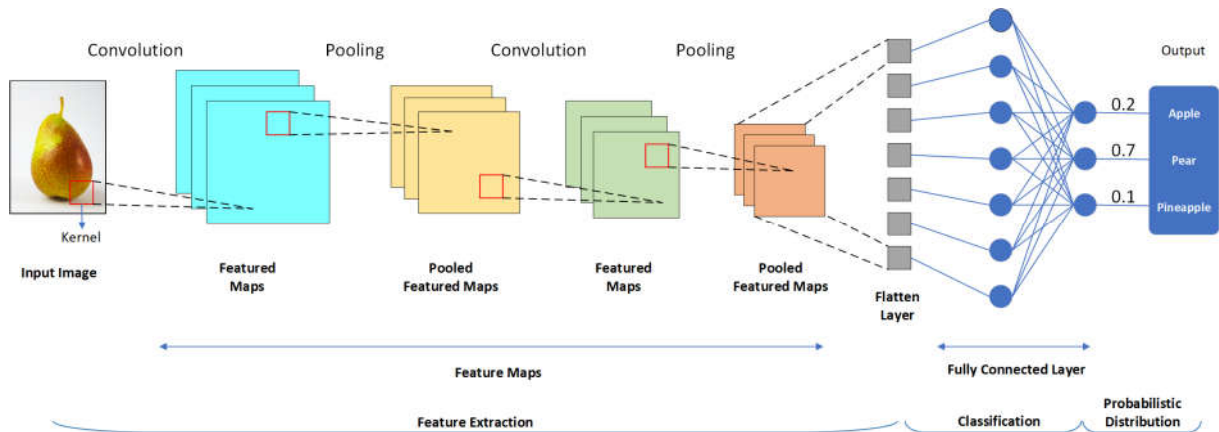 Convolution
Pooling
Convolution
Pooling
Output
0.2
Apple
0.7
Pear
0.1
Pineapple
Kernel
Input Image
Featured
Maps
Pooled
Featured Maps
Featured
Maps
Pooled
Featured Maps
Flatten
Layer
Feature Maps
Fully Connected Layer
Feature Extraction
Classification
Probabilistic
Distribution